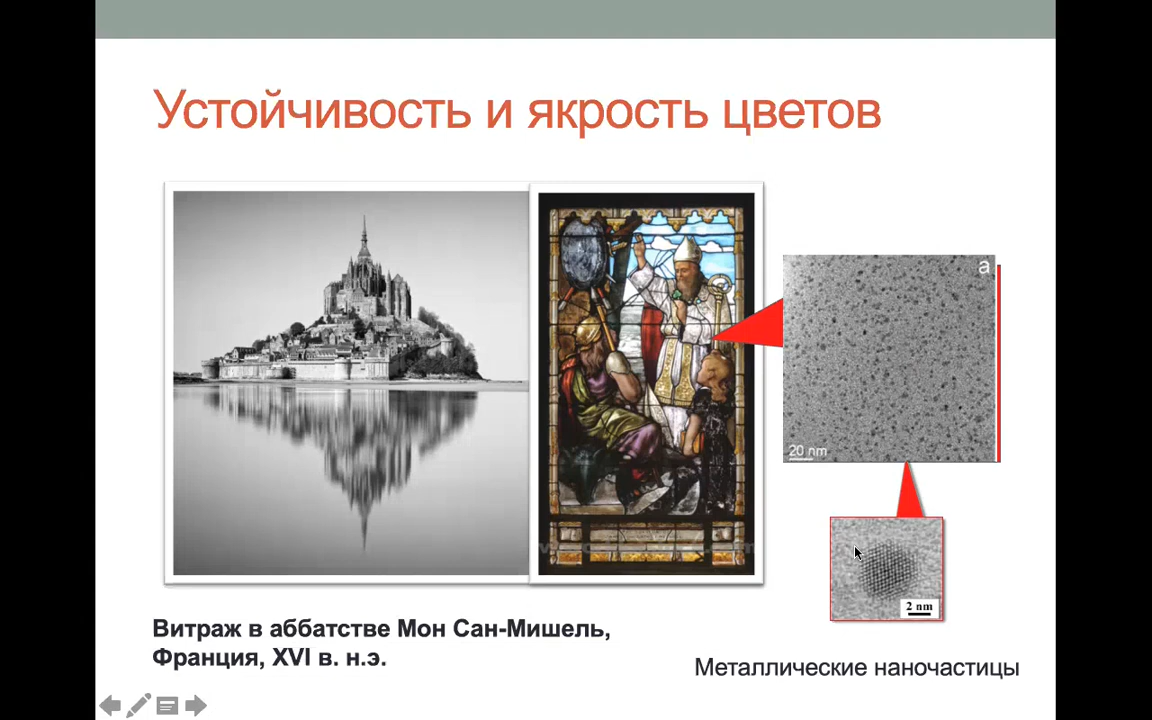 Устойчивость и якрость цветов
a
20 nm
2 nm
Витраж в аббатстве Мон Сан-Мишель,
Франция, XVI в. н.э.
Металлические наночастицы